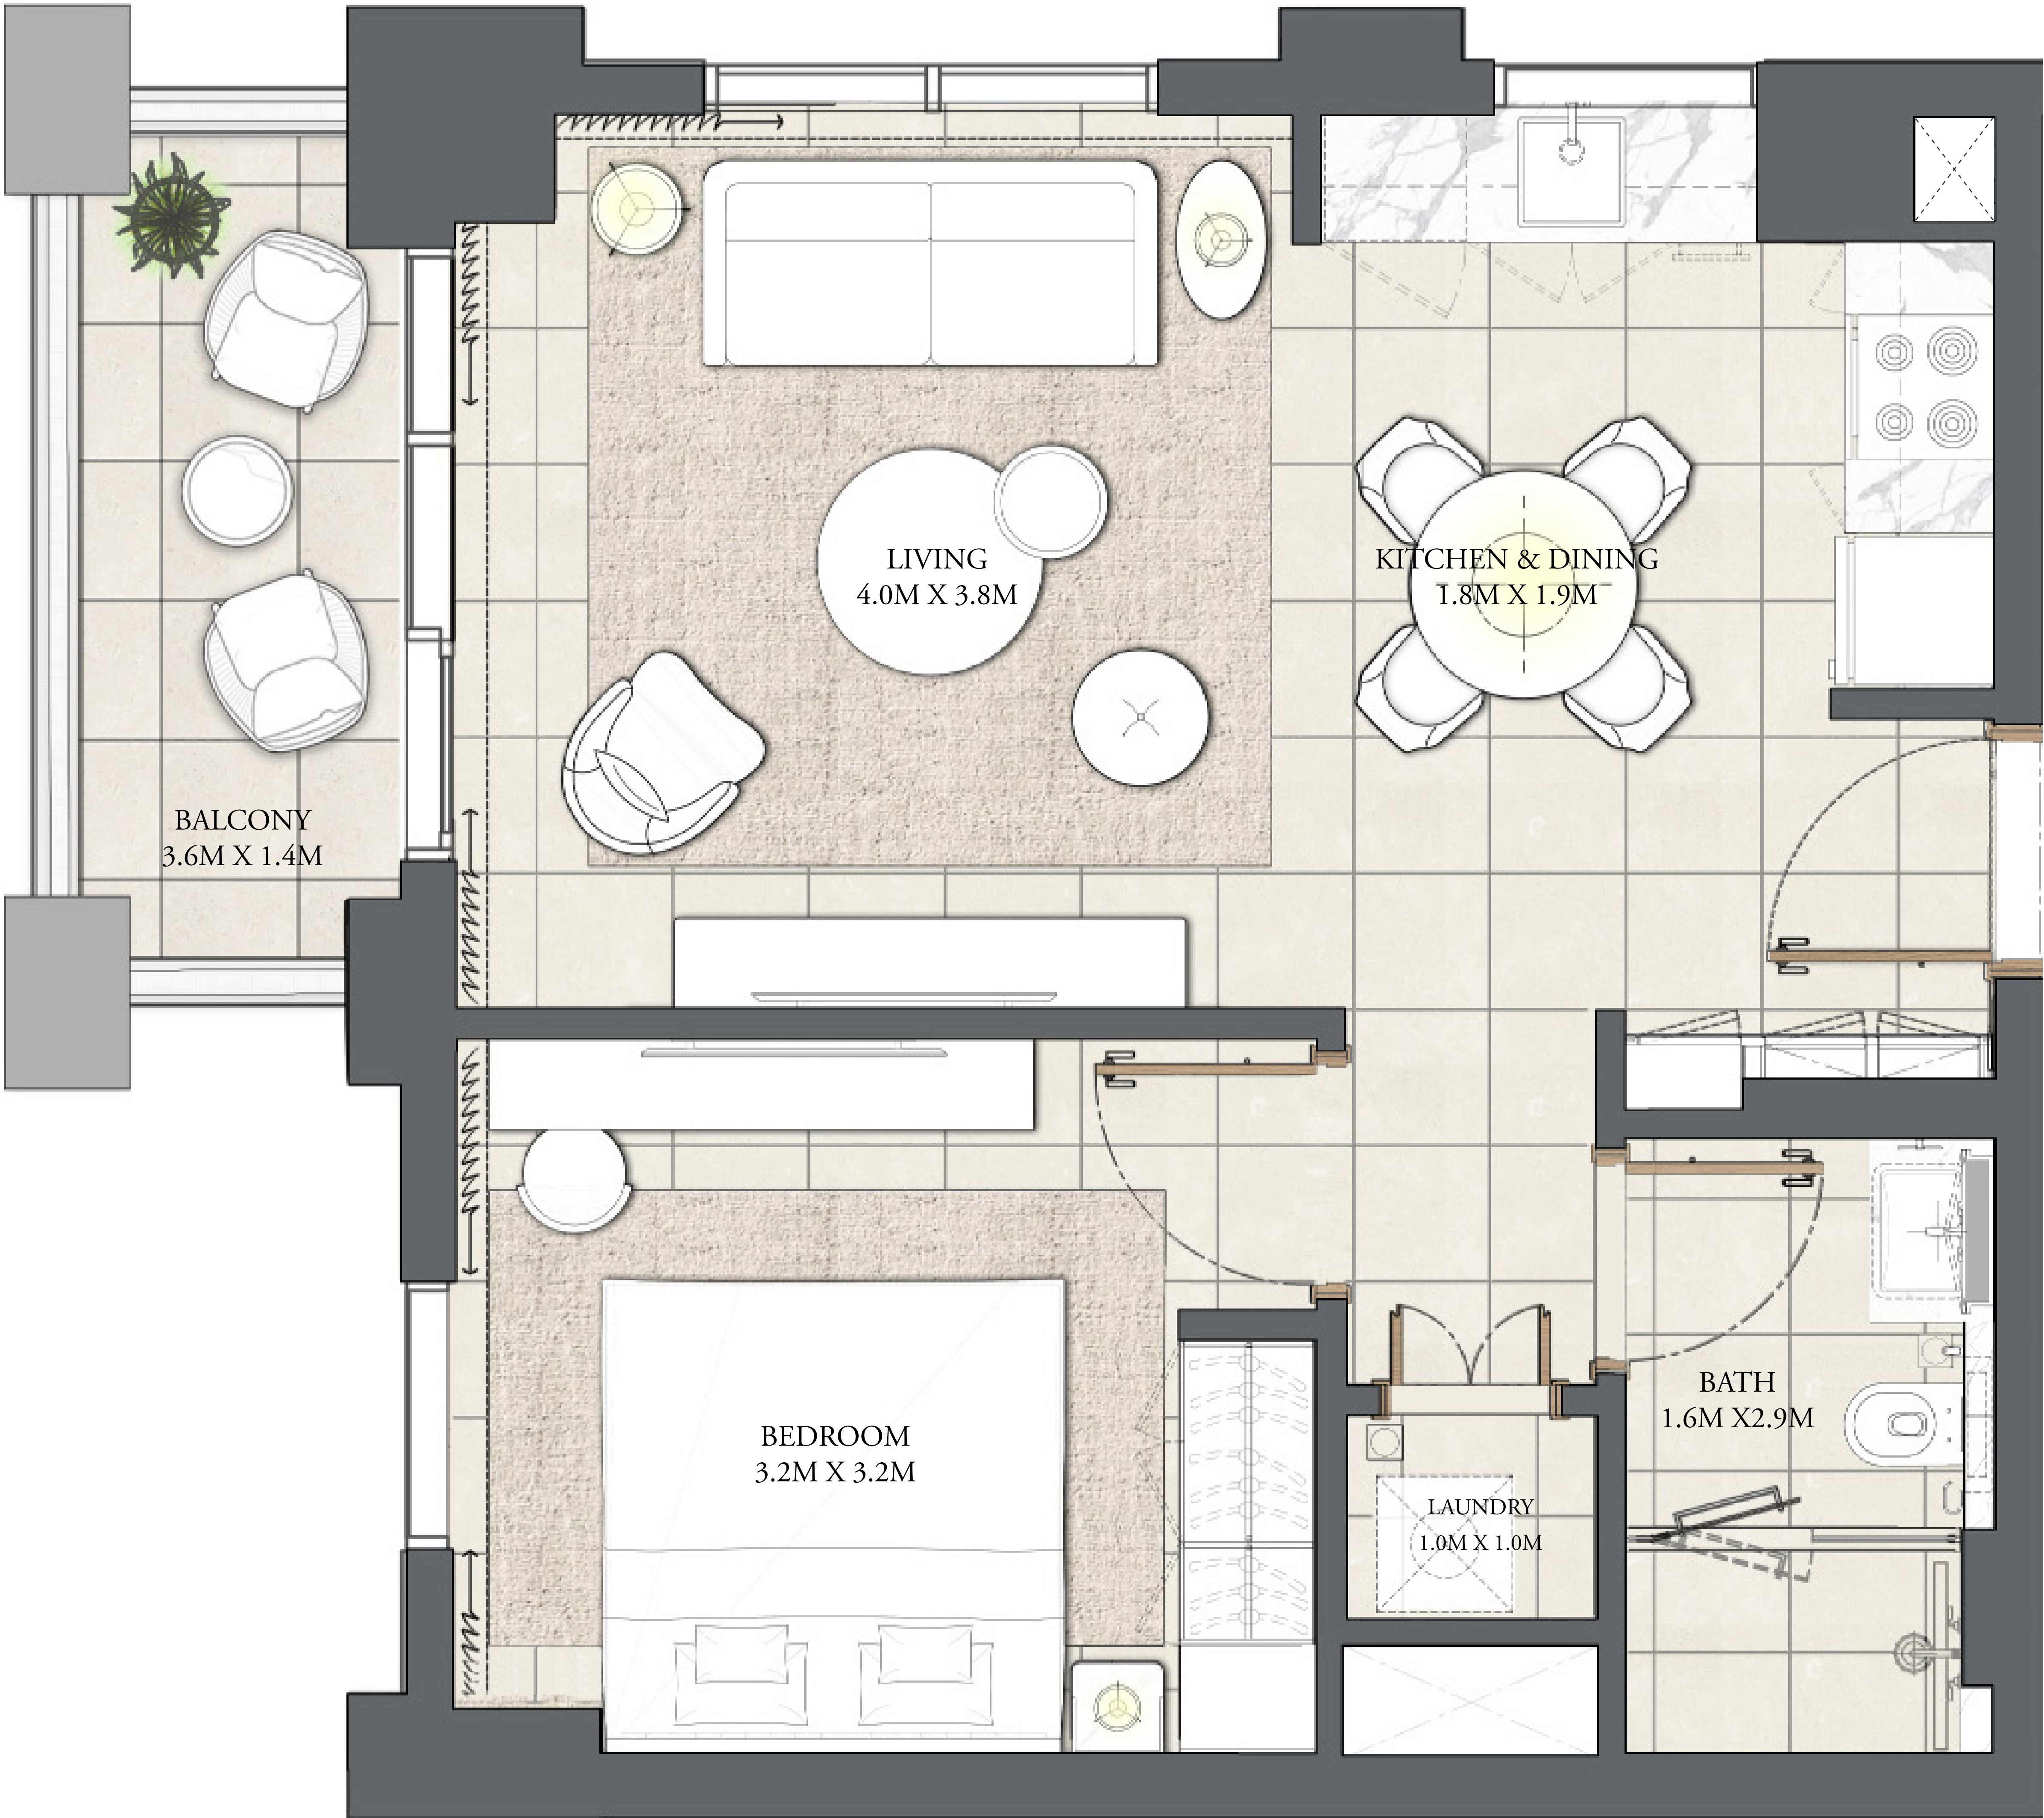 LIVING
4.0M X 3.8M
KITCHEN & DINING
1.8M X 1.9M
BALCONY
3.6M X 1.4M
BEDROOM
3.2M X 3.2M
BATH
1.6M X2.9M
LAUNDRY
1.0M X 1.0M